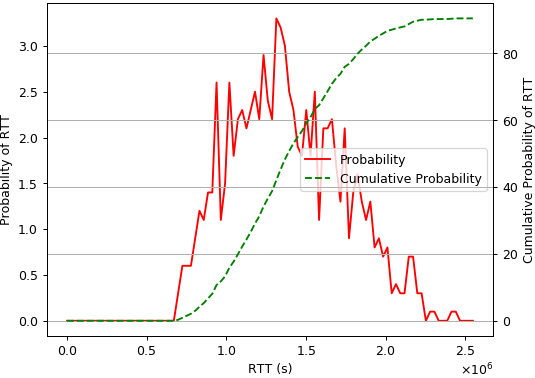 Probability of RTT
3.0
2.5
2.0
1.5
1.0
0.5
0.0
Probability
Cumulative Probability
80
60
40
20
0
Cumulative Probability of RTT
0.0 0.5 1.0 1.5 2.0 2.5
RTT (s)
×10⁶